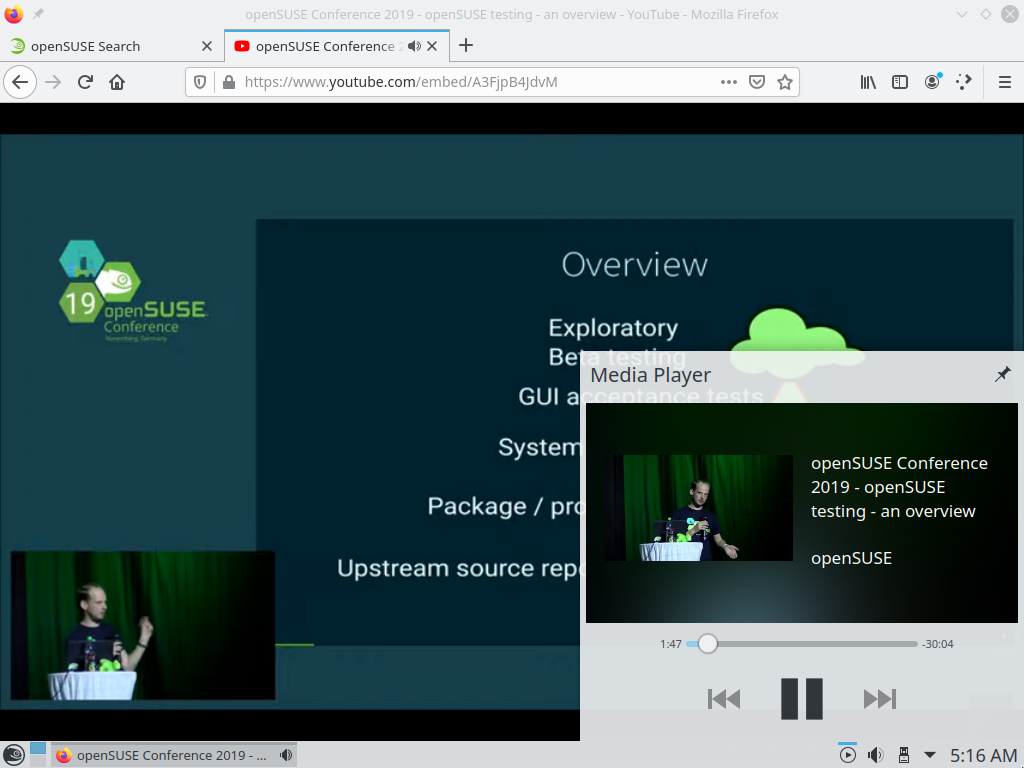 openSUSE Conference 2019 - openSUSE testing - an overview - YouTube - Mozilla Firefox
openSUSE Search
openSUSE Conference 2
https://www.youtube.com/embed/A3FjpB4JdvM
19
openSUSE
Conference
Nuremberg, Germany
Overview
Exploratory
Beta testing
GUI acceptance tests
System
Package / pro
Upstream source repo
Media Player
openSUSE Conference
2019 - openSUSE
testing - an overview
openSUSE
1:47
-30:04
openSUSE Conference 2019 - ...
5:16 AM